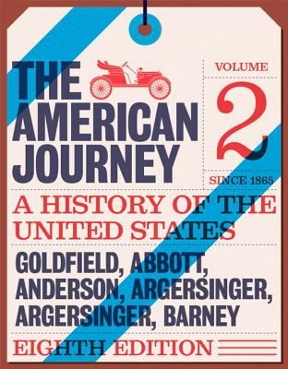 THE
AMERICAN
JOURNEY
VOLUME
2
SINCE 1865
A HISTORY OF THE
UNITED STATES
GOLDFIELD, ABBOTT,
ANDERSON, ARGERSINGER,
ARGERSINGER, BARNEY
EIGHTH EDITION